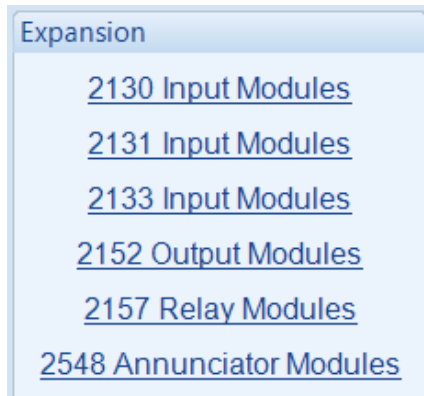 Expansion
2130 Input Modules
2131 Input Modules
2133 Input Modules
2152 Output Modules
2157 Relay Modules
2548 Annunciator Modules